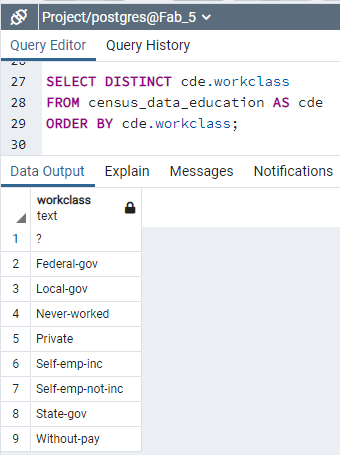 Project/postgres@Fab_5
Query Editor Query History
27 SELECT DISTINCT cde.workclass
28 FROM census_data_education AS cde
29 ORDER BY cde.workclass;
30
Data Output Explain Messages Notifications
workclass
text
1 ?
2 Federal-gov
3 Local-gov
4 Never-worked
5 Private
6 Self-emp-inc
7 Self-emp-not-inc
8 State-gov
9 Without-pay